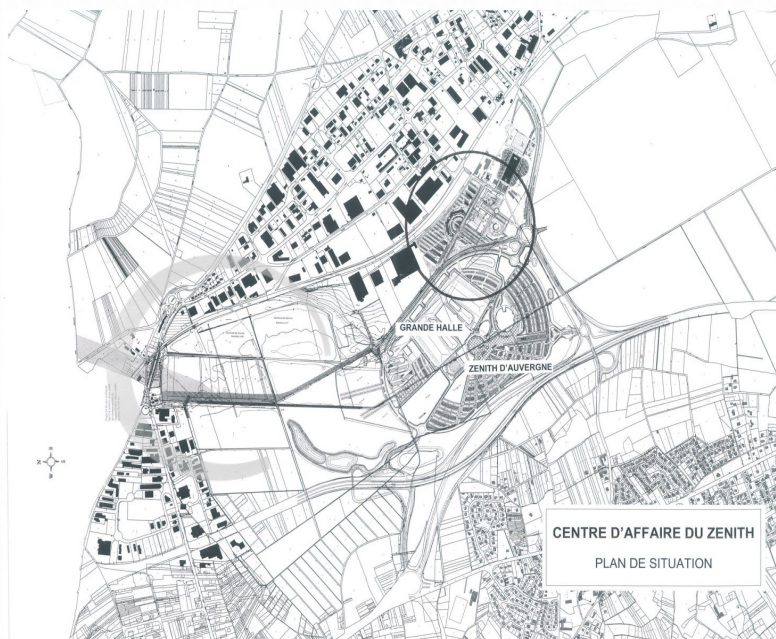 GRANDE HALLE
ZENITH D'AUVERGNE
CENTRE D'AFFAIRE DU ZENITH
PLAN DE SITUATION